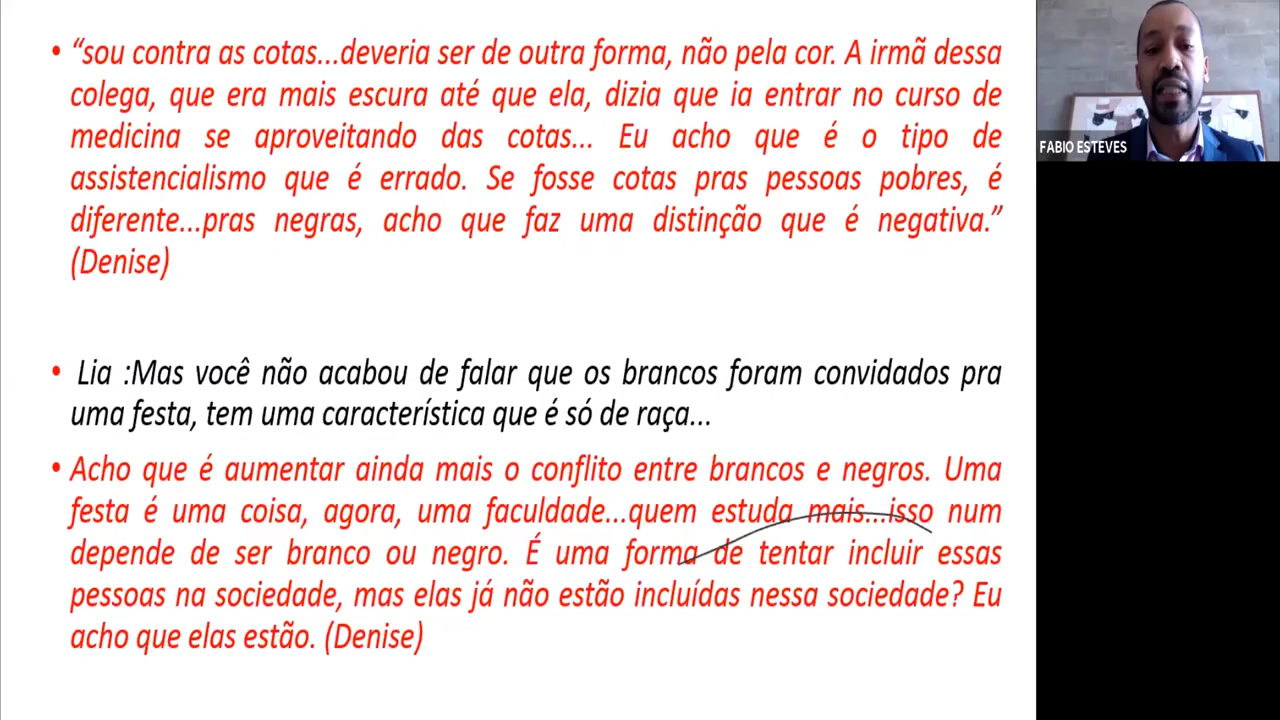 • “sou contra as cotas...deveria ser de outra forma, não pela cor. A irmã dessa
colega, que era mais escura até que ela, dizia que ia entrar no curso de
medicina se aproveitando das cotas... Eu acho que é o tipo de
assistencialismo que é errado. Se fosse cotas pras pessoas pobres, é
diferente...pras negras, acho que faz uma distinção que é negativa.”
(Denise)
• Lia :Mas você não acabou de falar que os brancos foram convidados pra
uma festa, tem uma característica que é só de raça...
• Acho que é aumentar ainda mais o conflito entre brancos e negros. Uma
festa é uma coisa, agora, uma faculdade...quem estuda mais...isso num
depende de ser branco ou negro. É uma forma de tentar incluir essas
pessoas na sociedade, mas elas já não estão incluídas nessa sociedade? Eu
acho que elas estão. (Denise)
FABIO ESTEVES